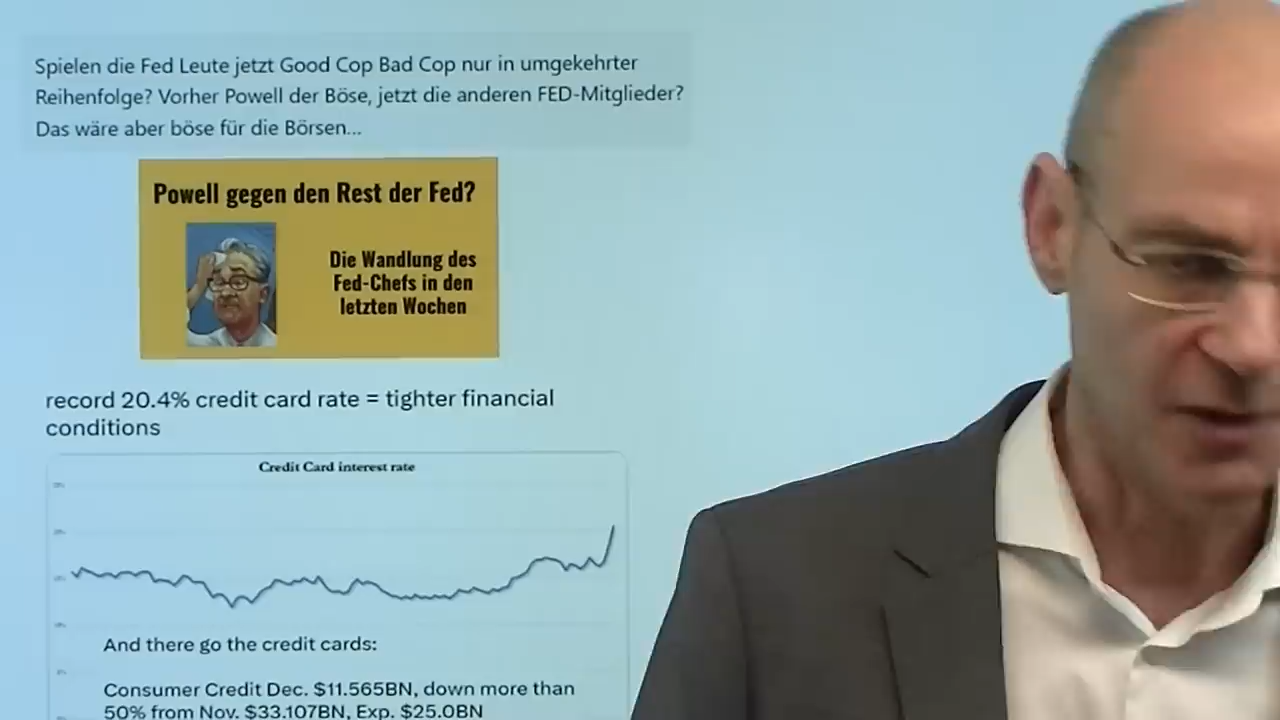 Spielen die Fed Leute jetzt Good Cop Bad Cop nur in umgekehrter
Reihenfolge? Vorher Powell der Böse, jetzt die anderen FED-Mitglieder?
Das wäre aber böse für die Börsen...
Powell gegen den Rest der Fed?
Die Wandlung des
Fed-Chefs in den
letzten Wochen
record 20.4% credit card rate = tighter financial
conditions
Credit Card interest rate
And there go the credit cards:
Consumer Credit Dec. $11.565BN, down more than
50% from Nov. $33.107BN, Exp. $25.0BN